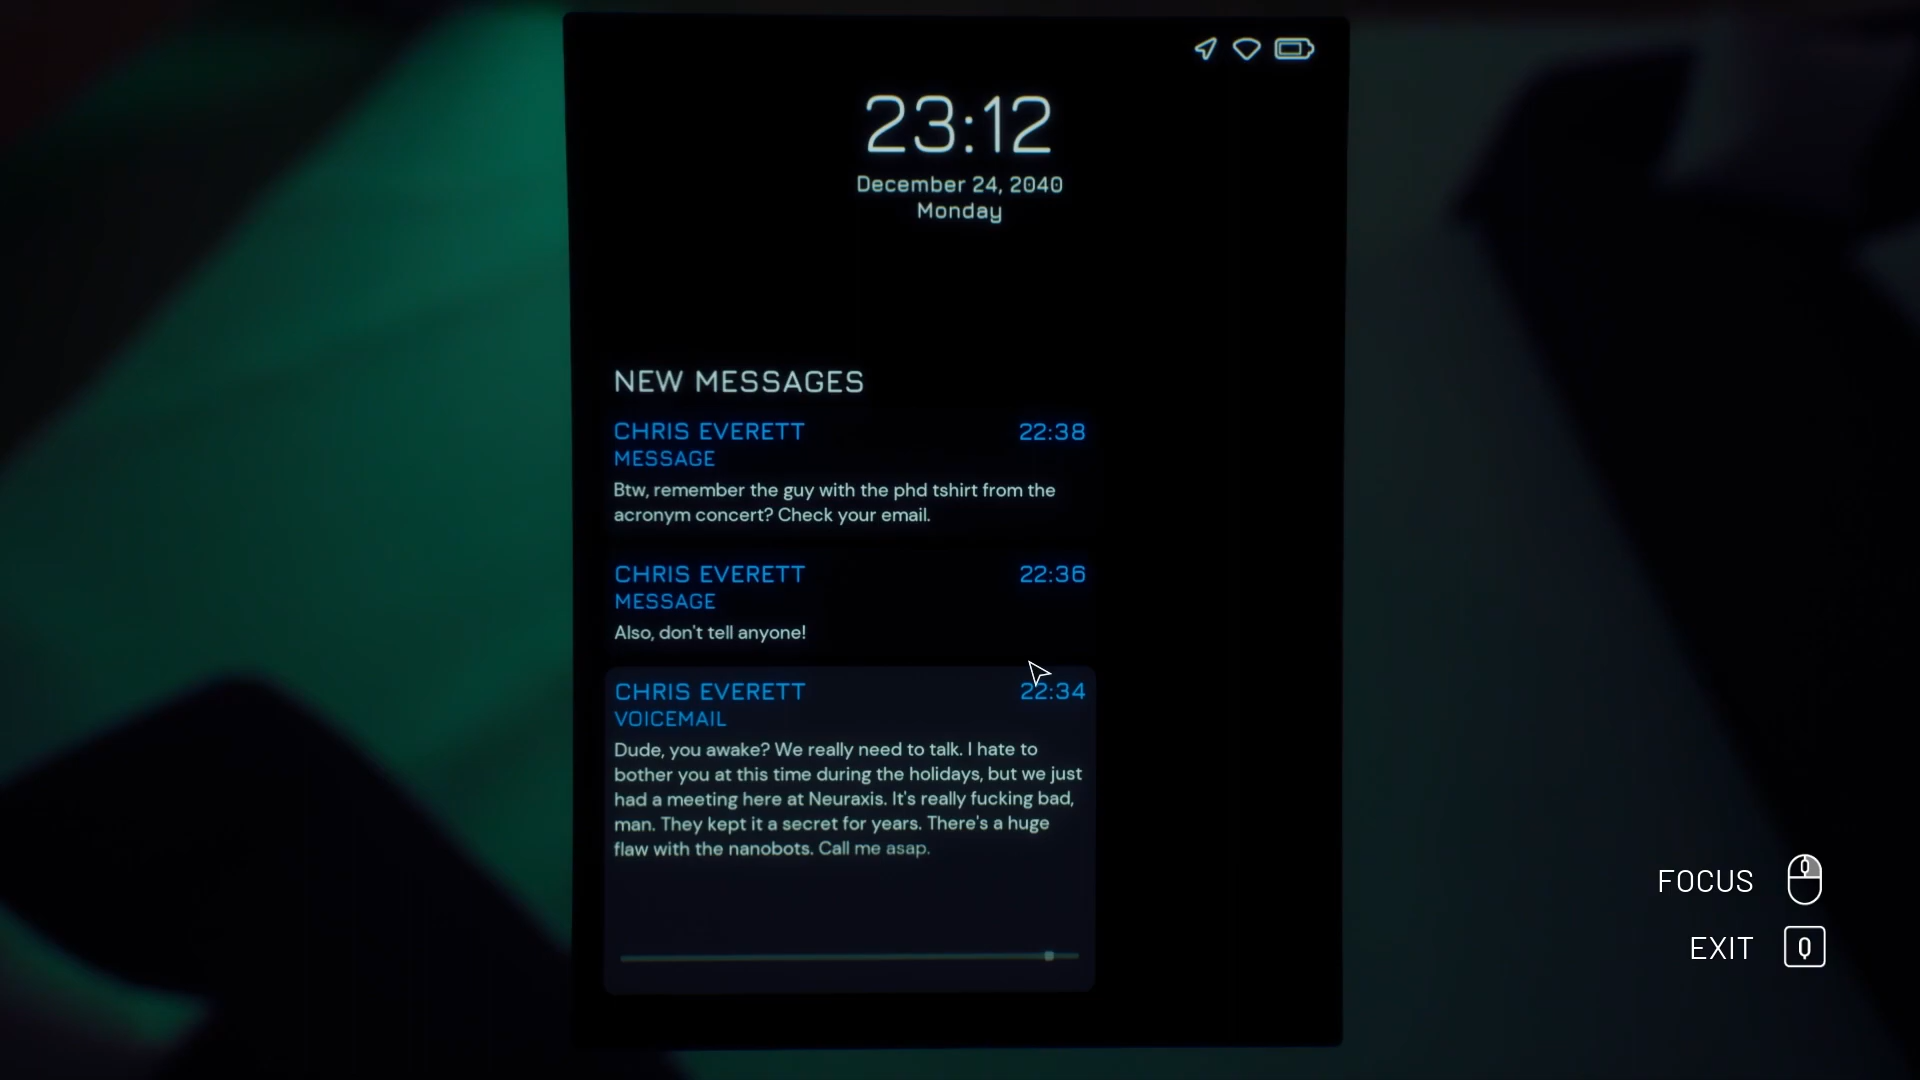 23:12
December 24, 2040
Monday
NEW MESSAGES
CHRIS EVERETT 22:38
MESSAGE
Btw, remember the guy with the phd tshirt from the
acronym concert? Check your email.
CHRIS EVERETT 22:36
MESSAGE
Also, don't tell anyone!
CHRIS EVERETT 22:34
VOICEMAIL
Dude, you awake? We really need to talk. I hate to
bother you at this time during the holidays, but we just
had a meeting here at Neuraxis. It's really fucking bad,
man. They kept it a secret for years. There's a huge
flaw with the nanobots. Call me asap.
FOCUS
EXIT